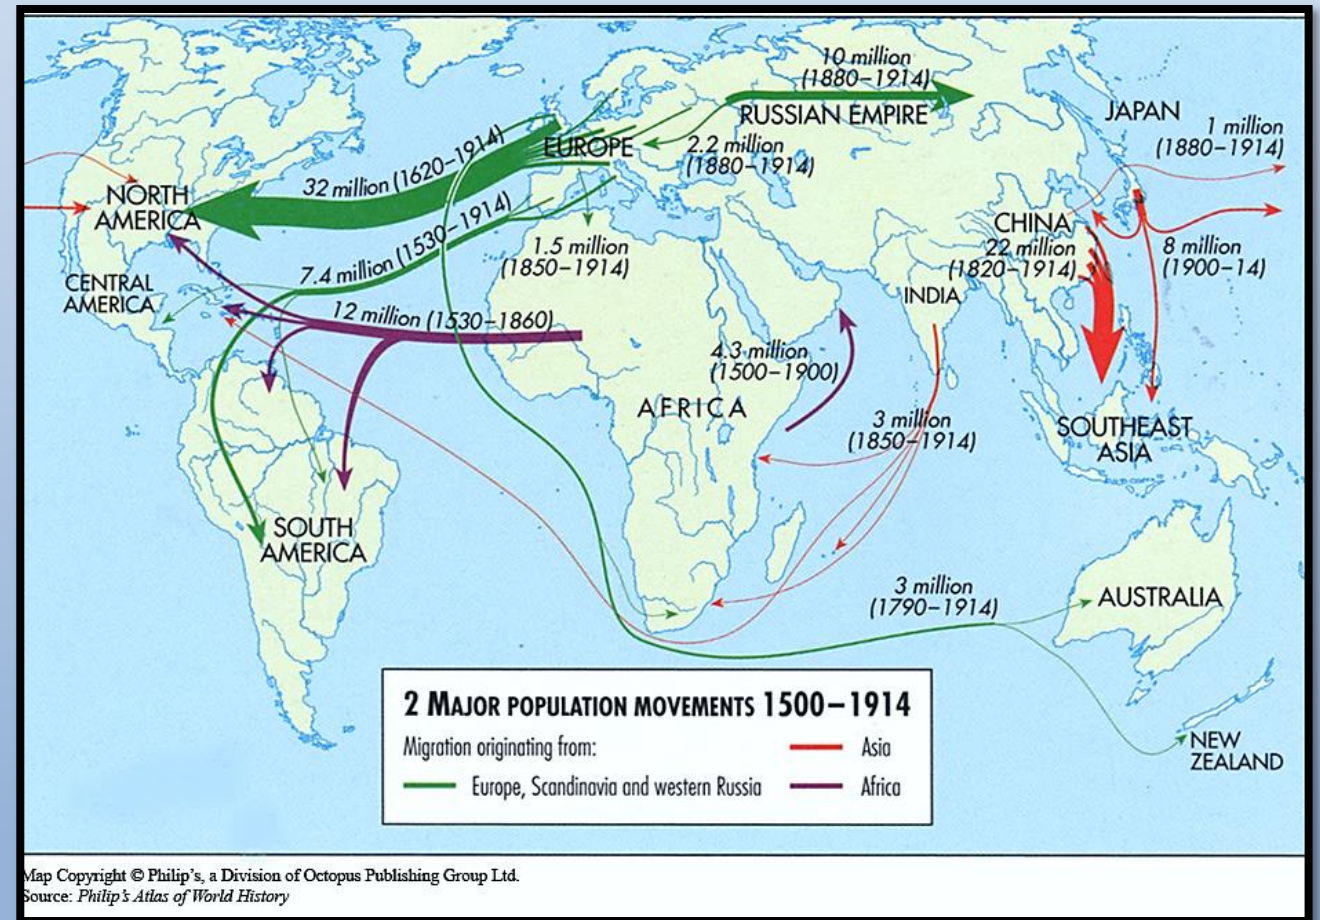 10 million
(1880–1914)
RUSSIAN EMPIRE
JAPAN
1 million
(1880–1914)
EUROPE
2.2 million
(1880–1914)
32 million (1620–1914)
NORTH
AMERICA
CHINA
22 million
(1820–1914)
8 million
(1900–14)
1.5 million
(1850–1914)
7.4 million (1530–1914)
CENTRAL
AMERICA
INDIA
12 million (1530–1860)
4.3 million
(1500–1900)
AFRICA
3 million
(1850–1914)
SOUTHEAST
ASIA
SOUTH
AMERICA
3 million
(1790–1914)
AUSTRALIA
NEW
ZEALAND
2 MAJOR POPULATION MOVEMENTS 1500–1914
Migration originating from:
Asia
Europe, Scandinavia and western Russia
Africa
Map Copyright © Philip's, a Division of Octopus Publishing Group Ltd.
Source: Philip's Atlas of World History